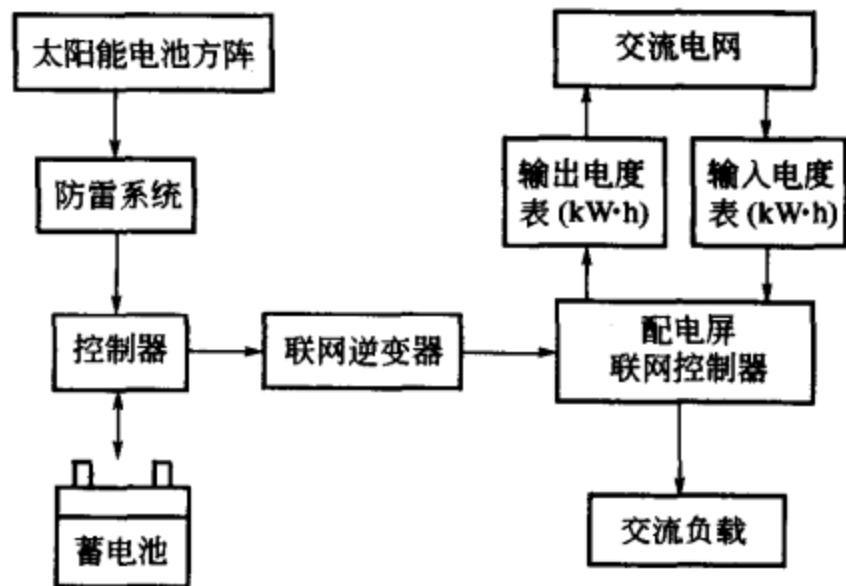 太阳能电池方阵
交流电网
防雷系统
输出电度
表(kW·h)
输入电度
表(kW·h)
控制器
联网逆变器
配电屏
联网控制器
蓄电池
交流负载